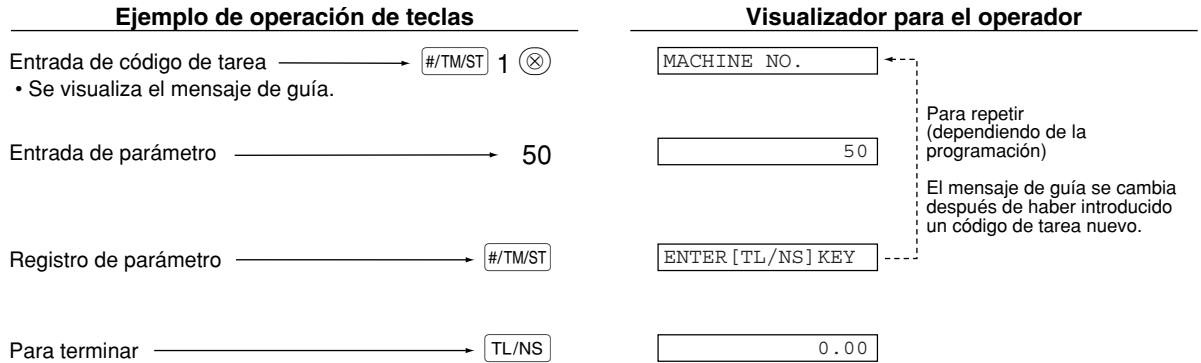 Ejemplo de operación de teclas
Visualizador para el operador
Entrada de código de tarea #/TM/ST 1 ⊗
MACHINE NO.
• Se visualiza el mensaje de guía.
Para repetir
(dependiendo de la
programación)
Entrada de parámetro 50
50
El mensaje de guía se cambia
después de haber introducido
un código de tarea nuevo.
Registro de parámetro #/TM/ST
ENTER[TL/NS]KEY
Para terminar TL/NS
0.00